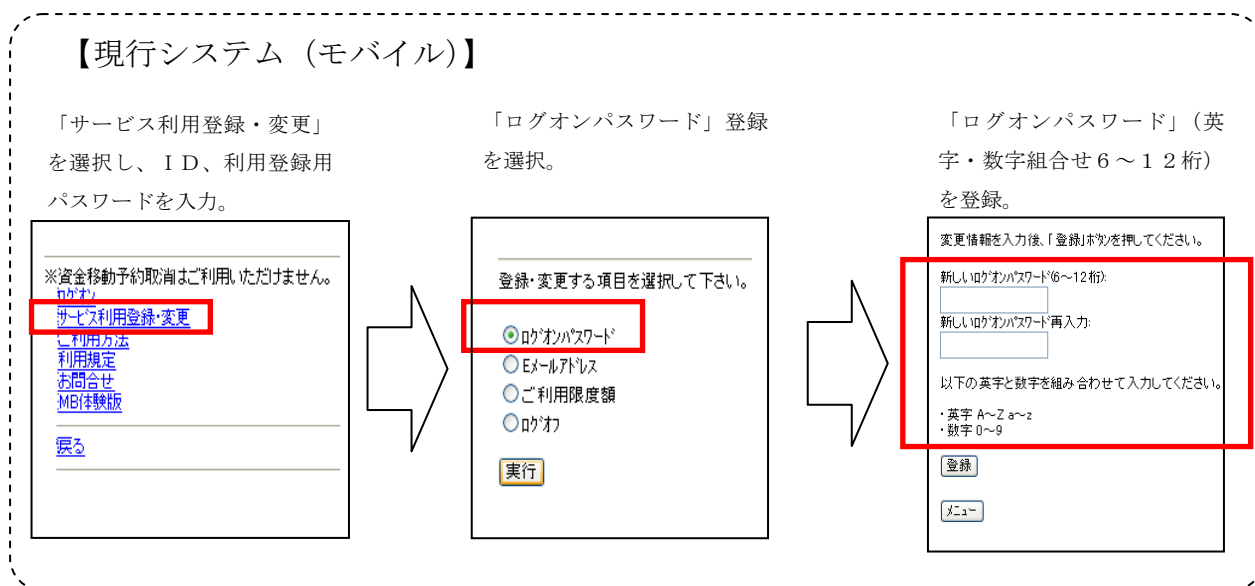 【現行システム（モバイル）】
「サービス利用登録・変更」
を選択し、ＩＤ、利用登録用
パスワードを入力。
※資金移動予約取消はご利用いただけません。
ﾛｸﾞｵﾝ
ｻｰﾋﾞｽ利用登録･変更
ご利用方法
利用規定
お問合せ
MB体験版
戻る
「ログオンパスワード」登録
を選択。
登録･変更する項目を選択して下さい。
ﾛｸﾞｵﾝﾊﾟｽﾜｰﾄﾞ
Eﾒｰﾙｱﾄﾞﾚｽ
ご利用限度額
ﾛｸﾞｵﾌ
実行
「ログオンパスワード」（英
字・数字組合せ６～１２桁）
を登録。
変更情報を入力後､｢登録｣ﾎﾞﾀﾝを押してください。
新しいﾛｸﾞｵﾝﾊﾟｽﾜｰﾄﾞ(6～12桁):
新しいﾛｸﾞｵﾝﾊﾟｽﾜｰﾄﾞ再入力:
以下の英字と数字を組み合わせて入力してください。
･英字 A～Z a～z
･数字 0～9
登録
ﾒﾆｭｰ